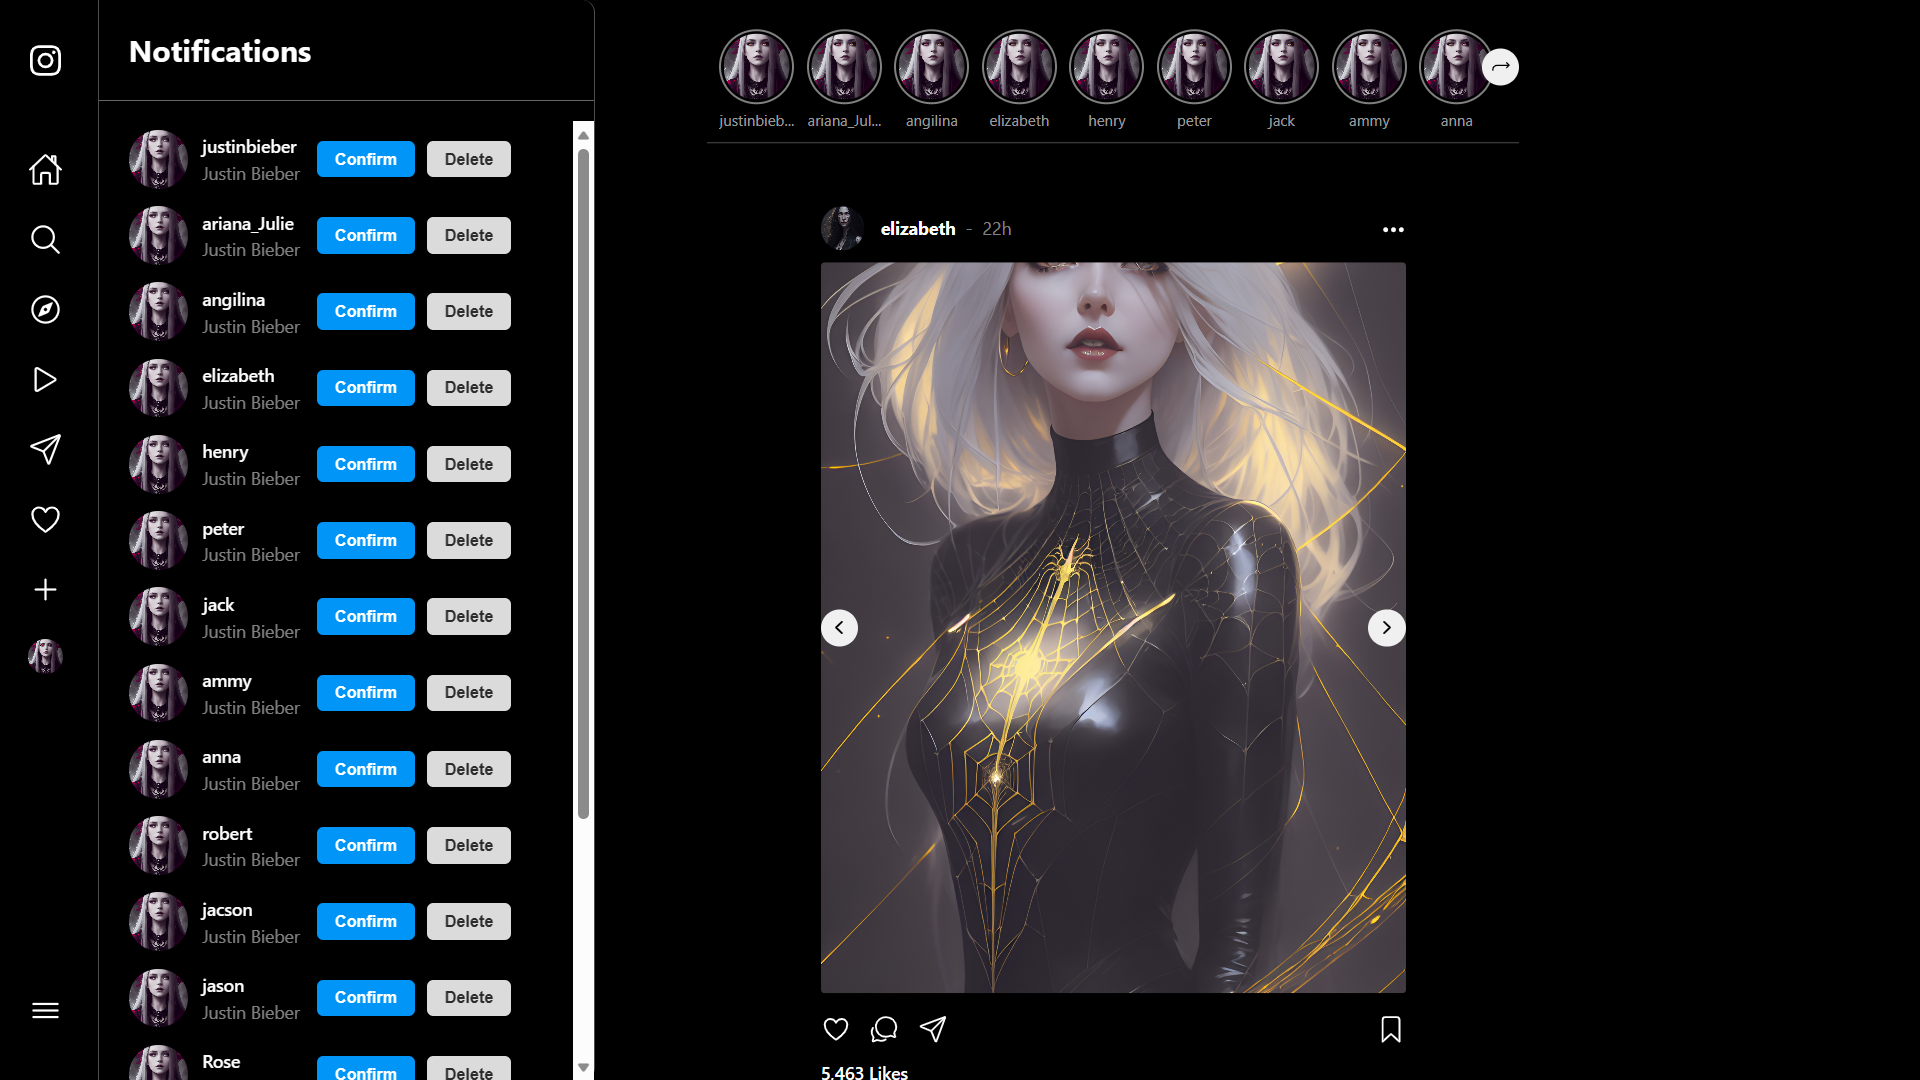 Notifications
justinbieber
Justin Bieber
Confirm
Delete
ariana_Julie
Justin Bieber
Confirm
Delete
angilina
Justin Bieber
Confirm
Delete
elizabeth
Justin Bieber
Confirm
Delete
henry
Justin Bieber
Confirm
Delete
peter
Justin Bieber
Confirm
Delete
jack
Justin Bieber
Confirm
Delete
ammy
Justin Bieber
Confirm
Delete
anna
Justin Bieber
Confirm
Delete
robert
Justin Bieber
Confirm
Delete
jacson
Justin Bieber
Confirm
Delete
jason
Justin Bieber
Confirm
Delete
Rose
Confirm
Delete
justinbieb...
ariana_Jul...
angilina
elizabeth
henry
peter
jack
ammy
anna
elizabeth - 22h
5,463 Likes